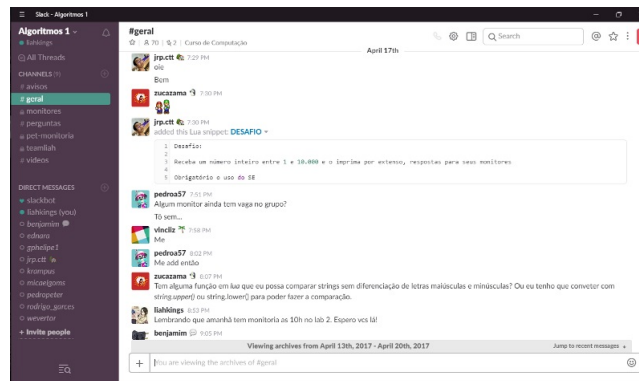 Slack - Algoritmos 1
Algoritmos 1
liahkings
All Threads
CHANNELS
# avisos
# geral
monitores
# perguntas
pet-monitoria
teamliah
# videos
DIRECT MESSAGES
slackbot
liahkings (you)
benjamim
ednara
gphelipe1
jrp.ctt
krampus
micaelgoms
pedropeter
rodrigo_garces
wevertor
+ Invite people
#geral
70 | 2 | Curso de Computação
Search
April 17th
jrp.ctt 7:29 PM
oie
Bem
zucazama 7:30 PM
jrp.ctt 7:30 PM
added this Lua snippet: DESAFIO
1 Desafio:
2
3 Receba um número inteiro entre 1 e 10.000 e o imprima por extenso, respostas para seus monitores
4
5 Obrigatório o uso do SE
pedroa57 7:51 PM
Algum monitor ainda tem vaga no grupo?
Tô sem...
vinciiz 7:58 PM
Me
pedroa57 8:02 PM
Me add então
zucazama 8:07 PM
Tem alguma função em lua que eu possa comparar strings sem diferenciação de letras maiúsculas e minúsculas? Ou eu tenho que conveter com
string.upper() ou string.lower() para poder fazer a comparação.
liahkings 8:53 PM
Lembrando que amanhã tem monitoria as 10h no lab 2. Espero vcs lá!
benjamim 9:05 PM
Viewing archives from April 13th, 2017 - April 20th, 2017
Jump to recent messages
You are viewing the archives of #geral